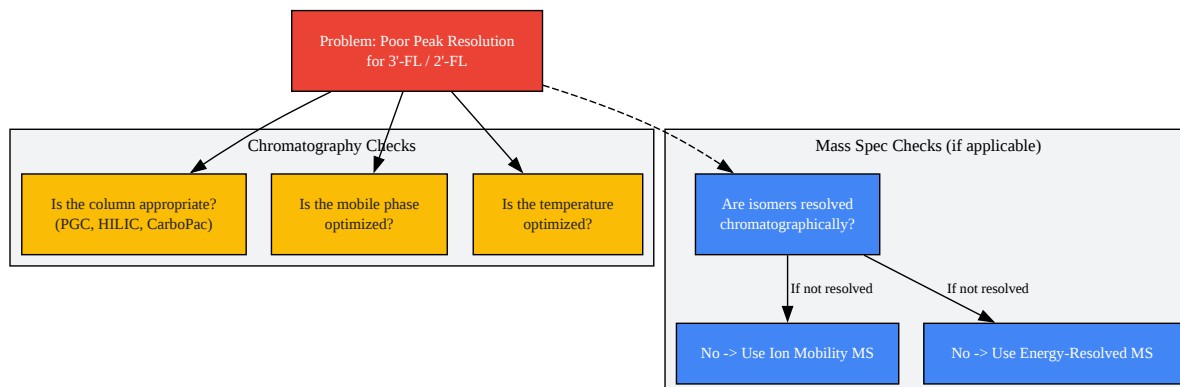 Problem: Poor Peak Resolution
for 3'-FL / 2'-FL
Chromatography Checks
Is the column appropriate?
(PGC, HILIC, CarboPac)
Is the mobile phase
optimized?
Is the temperature
optimized?
Mass Spec Checks (if applicable)
Are isomers resolved
chromatographically?
If not resolved
If not resolved
No -> Use Ion Mobility MS
No -> Use Energy-Resolved MS